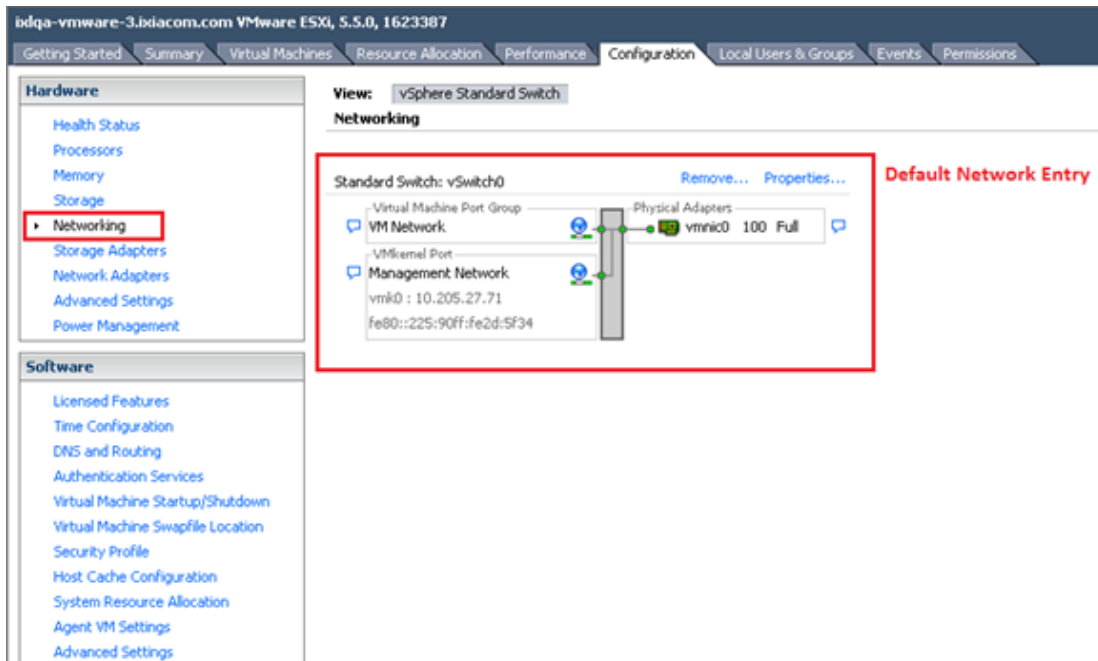 ixdqa-vmware-3.ixiacom.com VMware ESXi, 5.5.0, 1623387
Getting Started Summary Virtual Machines Resource Allocation Performance Configuration Local Users & Groups Events Permissions
Hardware
Health Status
Processors
Memory
Storage
Networking
Storage Adapters
Network Adapters
Advanced Settings
Power Management
Software
Licensed Features
Time Configuration
DNS and Routing
Authentication Services
Virtual Machine Startup/Shutdown
Virtual Machine Swapfile Location
Security Profile
Host Cache Configuration
System Resource Allocation
Agent VM Settings
Advanced Settings
View: vSphere Standard Switch
Networking
Standard Switch: vSwitch0 Remove... Properties...
Virtual Machine Port Group Physical Adapters
VM Network vmnic0 100 Full
VMkernel Port
Management Network
vmk0 : 10.205.27.71
fe80::225:90ff:fe2d:5f34
Default Network Entry